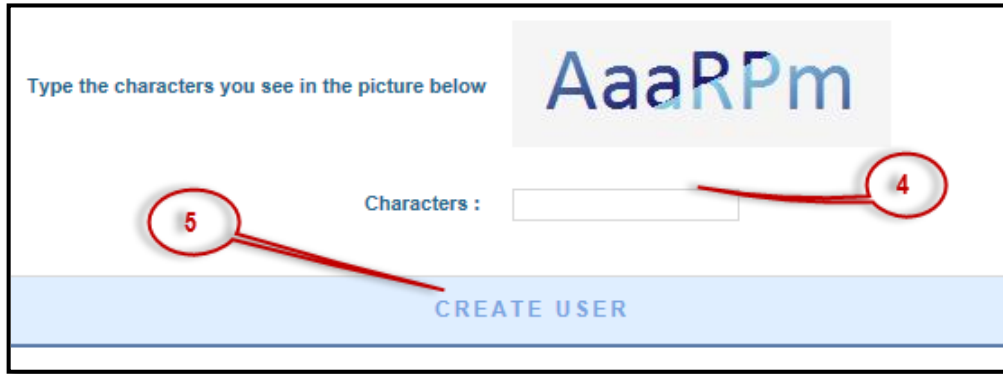 AaaRPm
Type the characters you see in the picture below
4
Characters :
5
CREATE USER